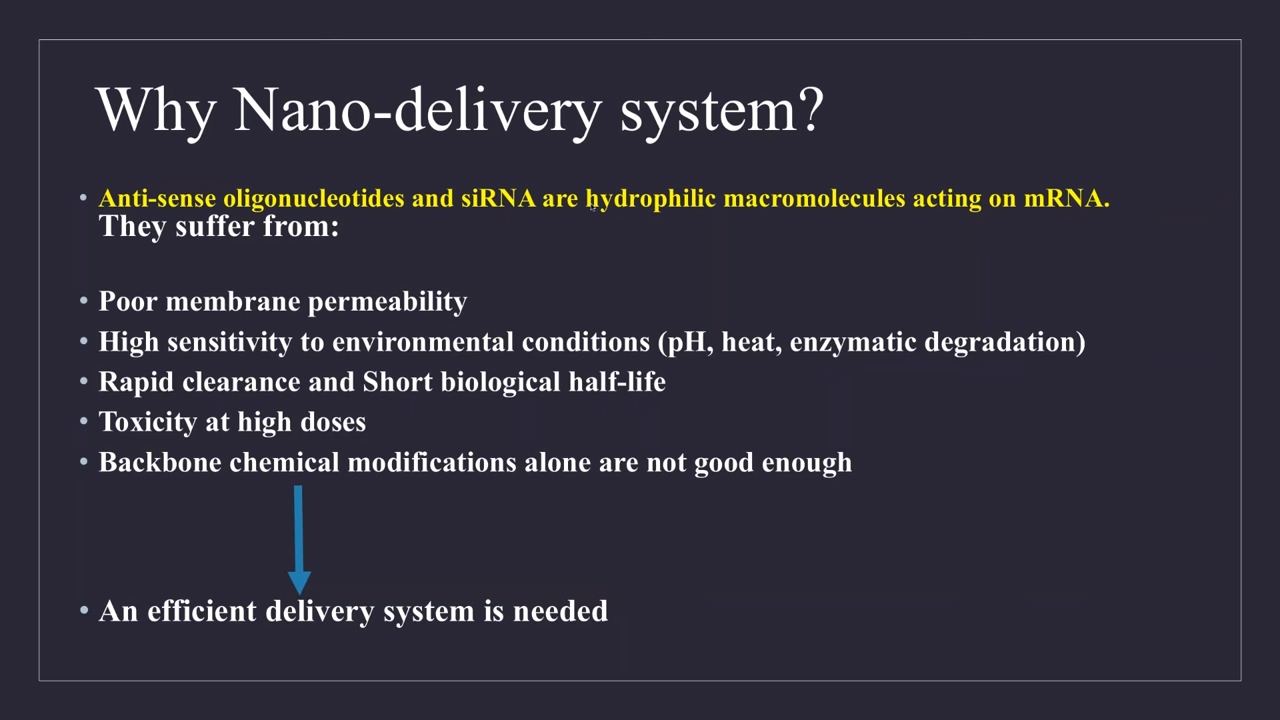 Why Nano-delivery system?
• Anti-sense oligonucleotides and siRNA are hydrophilic macromolecules acting on mRNA.
They suffer from:
• Poor membrane permeability
• High sensitivity to environmental conditions (pH, heat, enzymatic degradation)
• Rapid clearance and Short biological half-life
• Toxicity at high doses
• Backbone chemical modifications alone are not good enough
• An efficient delivery system is needed